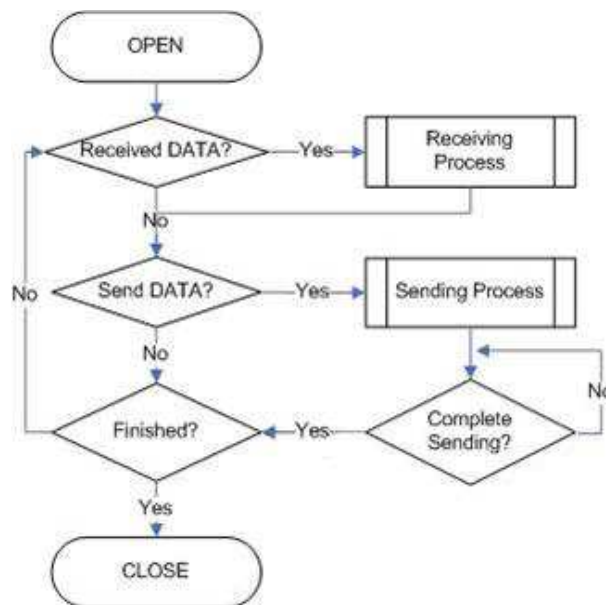 OPEN
Received DATA?
Yes
Receiving
Process
No
Send DATA?
Yes
Sending Process
No
No
No
Finished?
Yes
Complete
Sending?
Yes
CLOSE